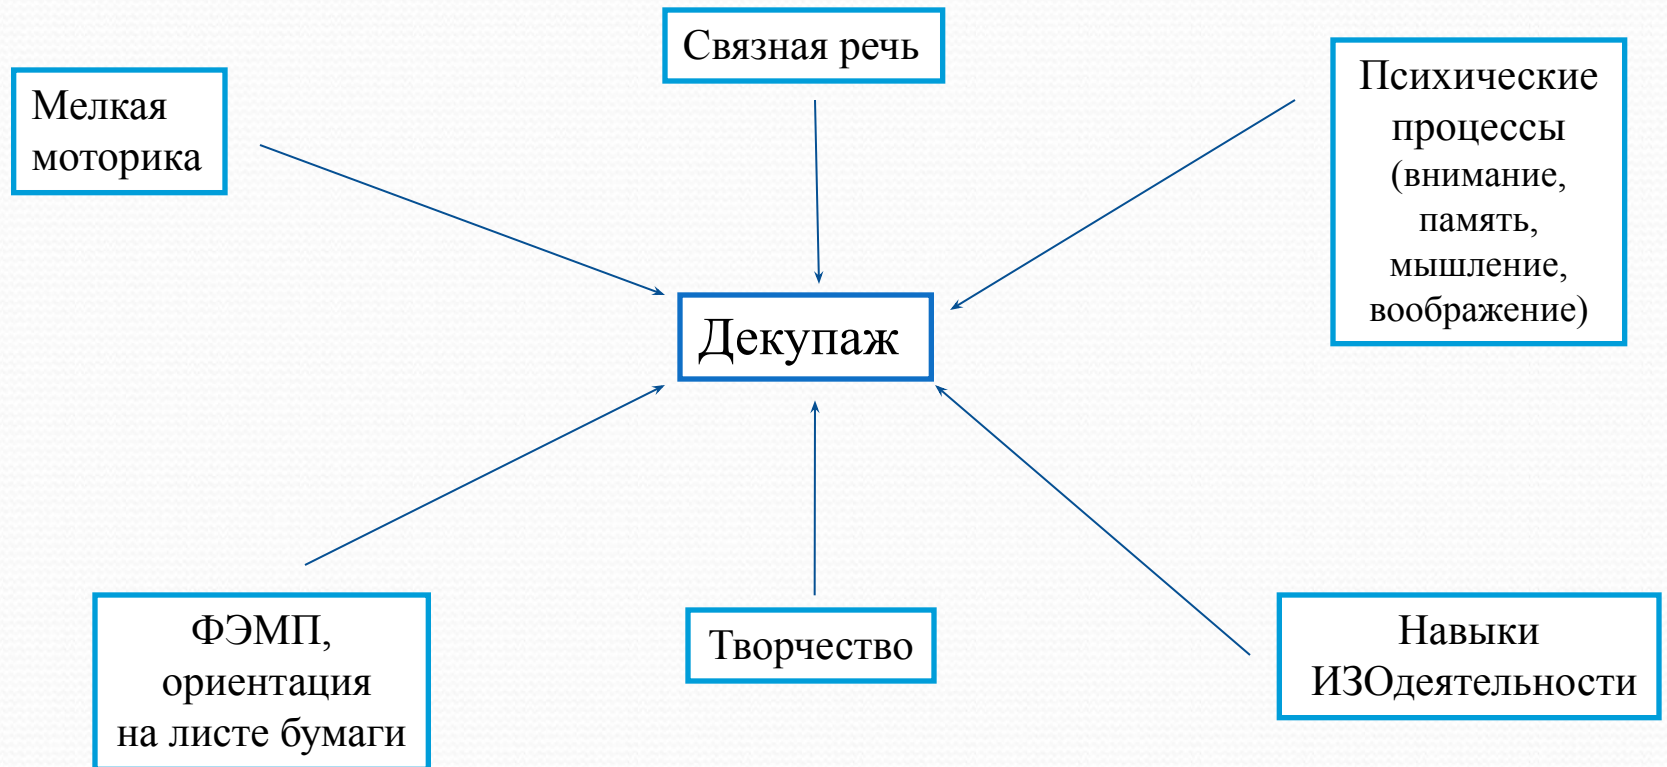 Связная речь
Мелкая
моторика
Психические
процессы
(внимание,
память,
мышление,
воображение)
Декупаж
ФЭМП,
ориентация
на листе бумаги
Творчество
Навыки
ИЗОдеятельности